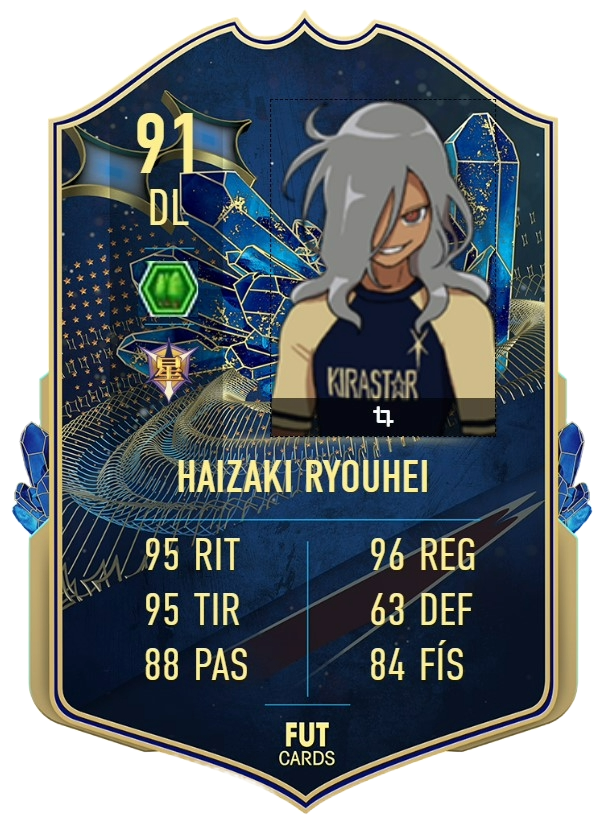 91
DL
星
KIRASTAR
HAIZAKI RYOUHEI
95 RIT
95 TIR
88 PAS
96 REG
63 DEF
84 FÍS
FUT
CARDS